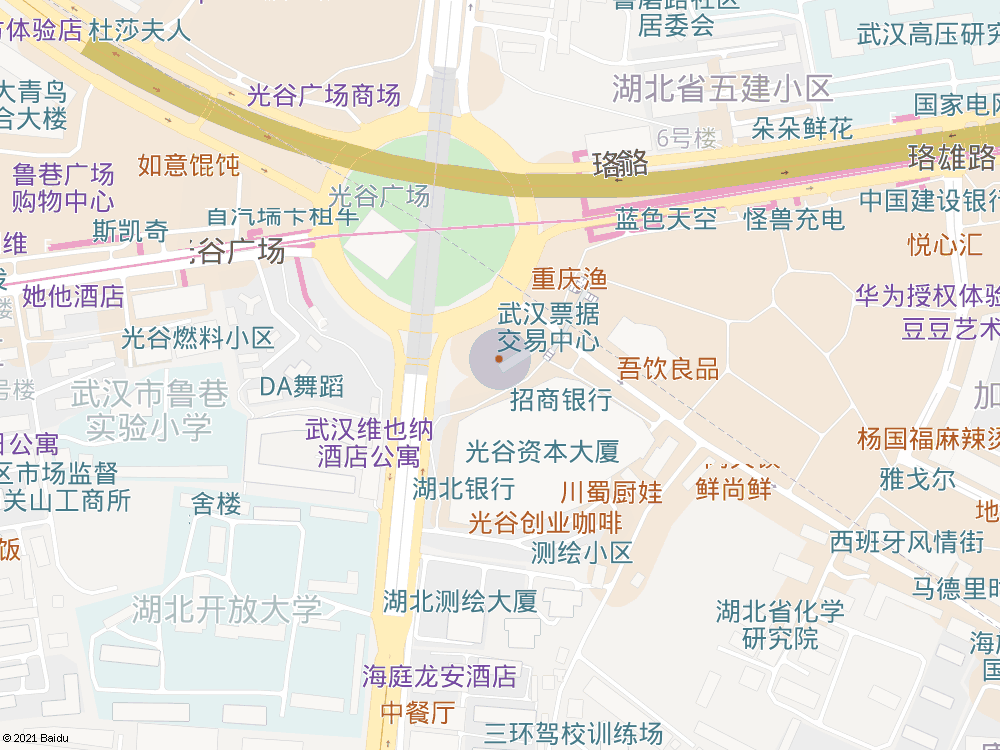 鲁磨路社区
居委会
方体验店
杜莎夫人
武汉高压研究
大青鸟
合大楼
光谷广场商场
湖北省五建小区
国家电网
6号楼
朵朵鲜花
如意馄饨
珞雄路
鲁巷广场
购物中心
光谷广场
中国建设银行
斯凯奇
蓝色天空
怪兽充电
维
谷广场
悦心汇
她他酒店
重庆渔
华为授权体验
武汉票据
交易中心
豆豆艺术
光谷燃料小区
吾饮良品
号楼
武汉市鲁巷
实验小学
DA舞蹈
招商银行
加
武汉维也纳
酒店公寓
公寓
光谷资本大厦
杨国福麻辣烫
区市场监督
关山工商所
湖北银行
川蜀厨娃
鲜尚鲜
雅戈尔
舍楼
光谷创业咖啡
地
饭
测绘小区
西班牙风情街
马德里时
湖北开放大学
湖北测绘大厦
湖北省化学
研究院
海庭龙安酒店
中餐厅
三环驾校训练场
© 2021 Baidu